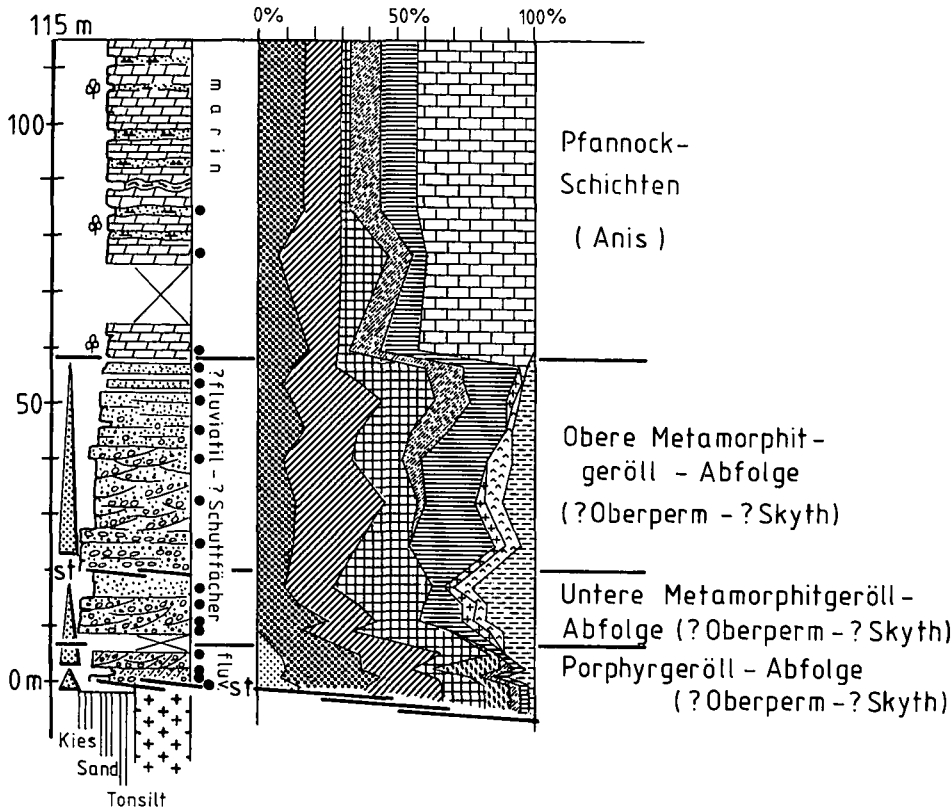 115 m
0% 50% 100%
100
50
0 m
marin
?fluviatil - ? Schuttfächer
fluv
st
st
Kies
Sand
Tonsilt
Pfannock-
Schichten
( Anis )
Obere Metamorphit-
geröll - Abfolge
(?Oberperm - ? Skyth)
Untere Metamorphitgeröll-
Abfolge (?Oberperm - ? Skyth)
Porphyrgeröll - Abfolge
(?Oberperm - ? Skyth)